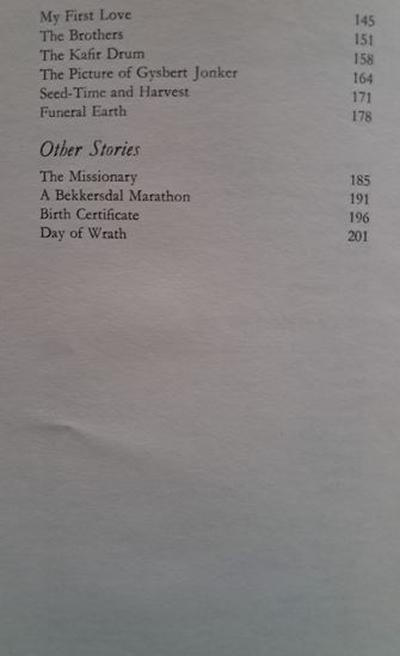 My First Love 145
The Brothers 151
The Kafir Drum 158
The Picture of Gysbert Jonker 164
Seed-Time and Harvest 171
Funeral Earth 178
Other Stories
The Missionary 185
A Bekkersdal Marathon 191
Birth Certificate 196
Day of Wrath 201